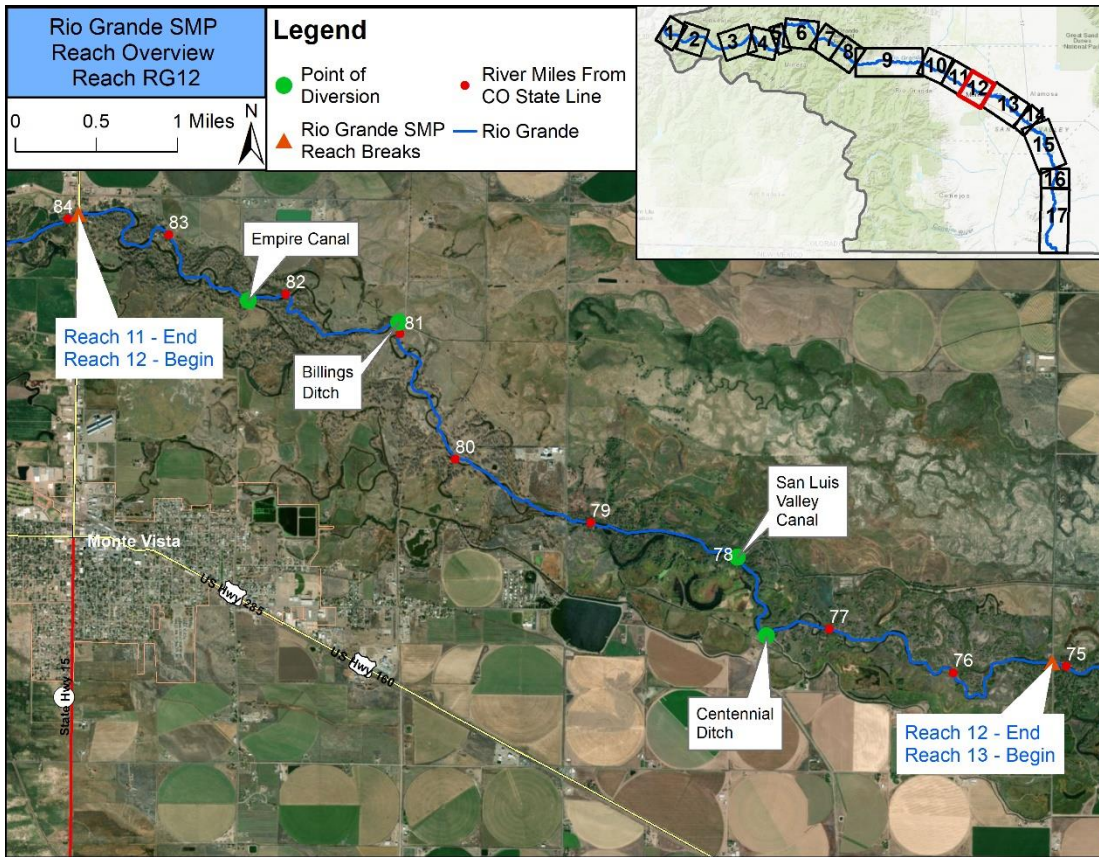 Rio Grande SMP
Reach Overview
Reach RG12
0 0.5 1 Miles
N
Legend
Point of
Diversion
River Miles From
CO State Line
Rio Grande SMP
Reach Breaks
Rio Grande
1
2
3
4
5
6
7
8
9
10
11
12
13
14
15
16
17
84
83
Empire Canal
82
81
Reach 11 - End
Reach 12 - Begin
Billings
Ditch
80
San Luis
Valley
Canal
79
78
Monte Vista
US Hwy 285
77
US Hwy 160
76
75
State Hwy 15
Centennial
Ditch
Reach 12 - End
Reach 13 - Begin